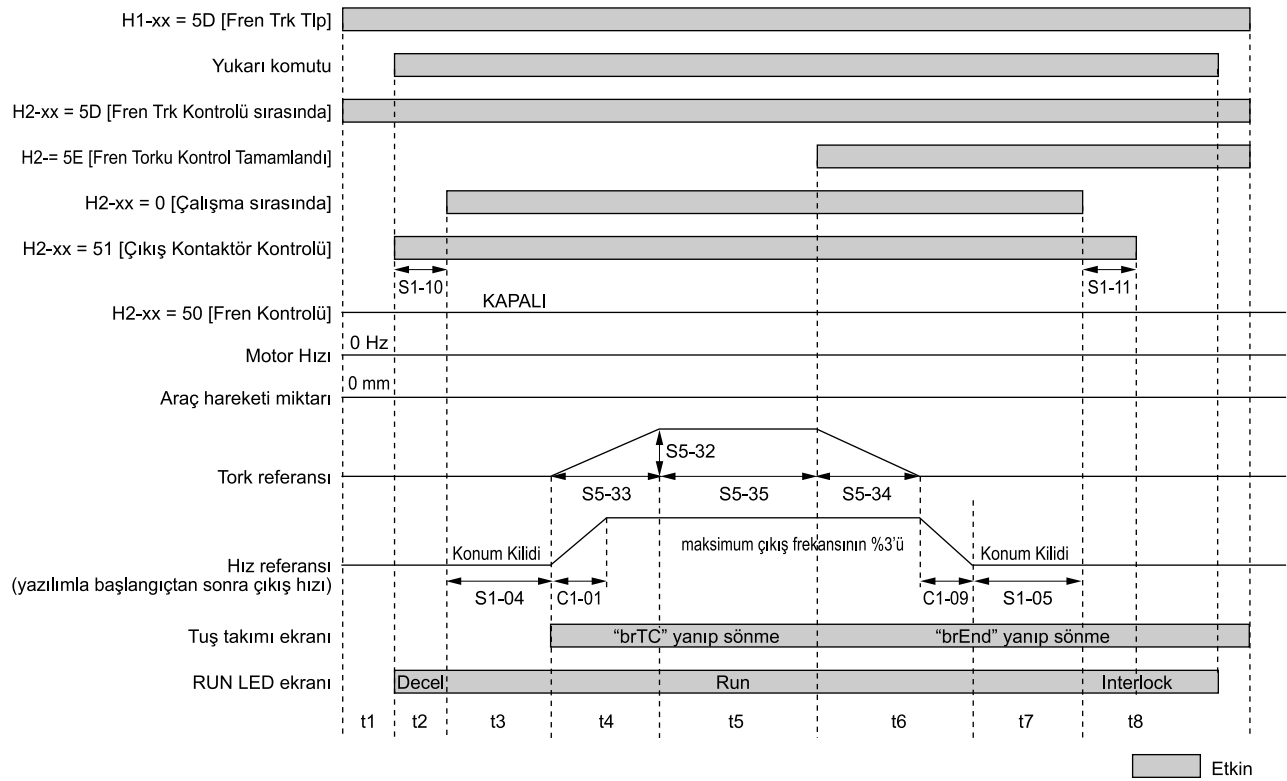 H1-xx = 5D [Fren Trk Tlp]
Yukarı komutu
H2-xx = 5D [Fren Trk Kontrolü sırasında]
H2-= 5E [Fren Torku Kontrol Tamamlandı]
H2-xx = 0 [Çalışma sırasında]
H2-xx = 51 [Çıkış Kontaktör Kontrolü]
S1-10
S1-11
H2-xx = 50 [Fren Kontrolü]
KAPALI
Motor Hızı
0 Hz
Araç hareketi miktarı
0 mm
Tork referansı
S5-32
S5-33
S5-35
S5-34
Hız referansı
(yazılımla başlangıçtan sonra çıkış hızı)
Konum Kilidi
maksimum çıkış frekansının %3’ü
Konum Kilidi
S1-04
C1-01
C1-09
S1-05
Tuş takımı ekranı
“brTC” yanıp sönme
“brEnd” yanıp sönme
RUN LED ekranı
Decel
Run
Interlock
t1
t2
t3
t4
t5
t6
t7
t8
Etkin